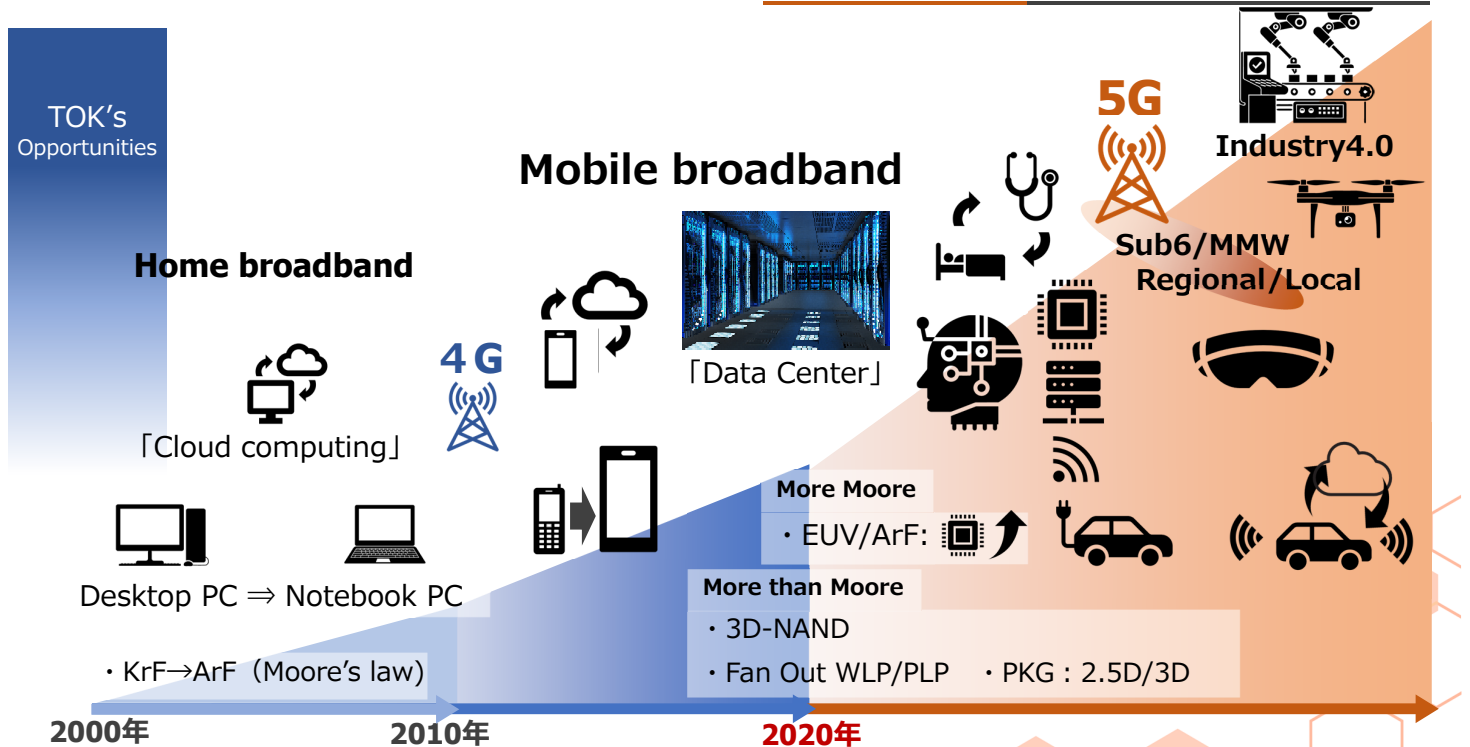 TOK’s
Opportunities
5G
Industry4.0
Mobile broadband
Sub6/MMW
Regional/Local
Home broadband
4G
「Data Center」
「Cloud computing」
More Moore
・EUV/ArF:
Desktop PC ⇒ Notebook PC
More than Moore
・3D-NAND
・KrF→ArF（Moore’s law)
・Fan Out WLP/PLP ・PKG : 2.5D/3D
2000年
2010年
2020年